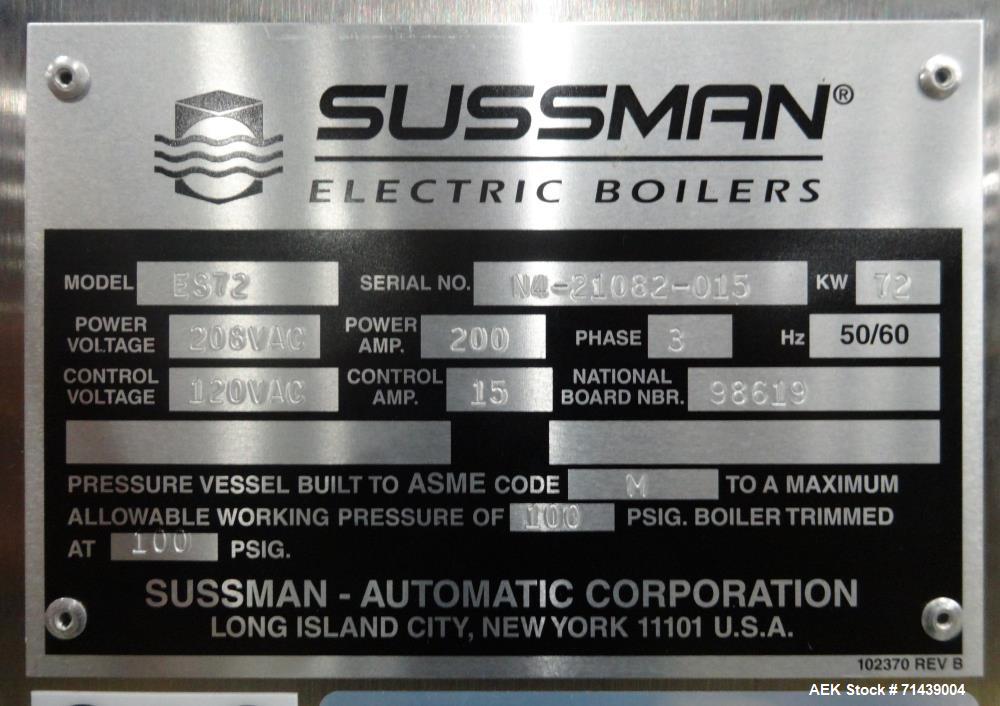 SUSSMAN®
ELECTRIC BOILERS
MODEL ES72 SERIAL NO. N4-21082-015 KW 72
POWER VOLTAGE 208VAC POWER AMP. 200 PHASE 3 Hz 50/60
CONTROL VOLTAGE 120VAC CONTROL AMP. 15 NATIONAL BOARD NBR. 98619
PRESSURE VESSEL BUILT TO ASME CODE M TO A MAXIMUM
ALLOWABLE WORKING PRESSURE OF 100 PSIG. BOILER TRIMMED
AT 100 PSIG.
SUSSMAN - AUTOMATIC CORPORATION
LONG ISLAND CITY, NEW YORK 11101 U.S.A.
102370 REV B
AEK Stock # 71439004